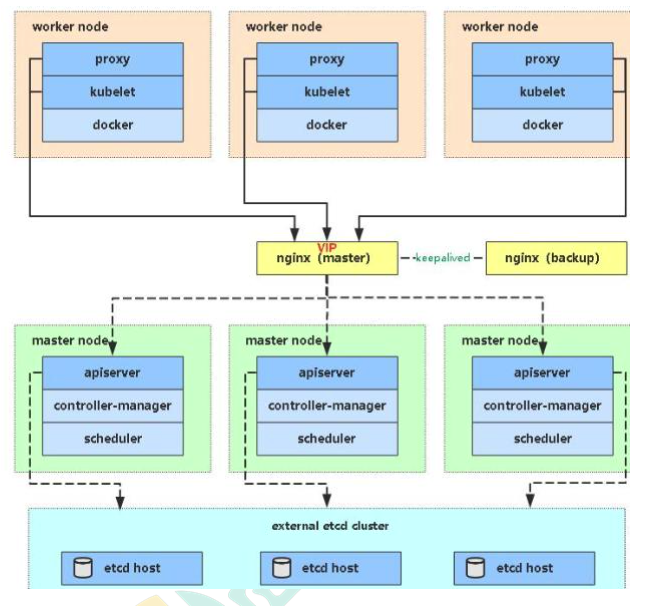 worker node
worker node
worker node
proxy
proxy
proxy
kubelet
kubelet
kubelet
docker
docker
docker
VIP
nginx (master)
keepalived
nginx (backup)
master node
master node
master node
apiserver
apiserver
apiserver
controller-manager
controller-manager
controller-manager
scheduler
scheduler
scheduler
external etcd cluster
etcd host
etcd host
etcd host